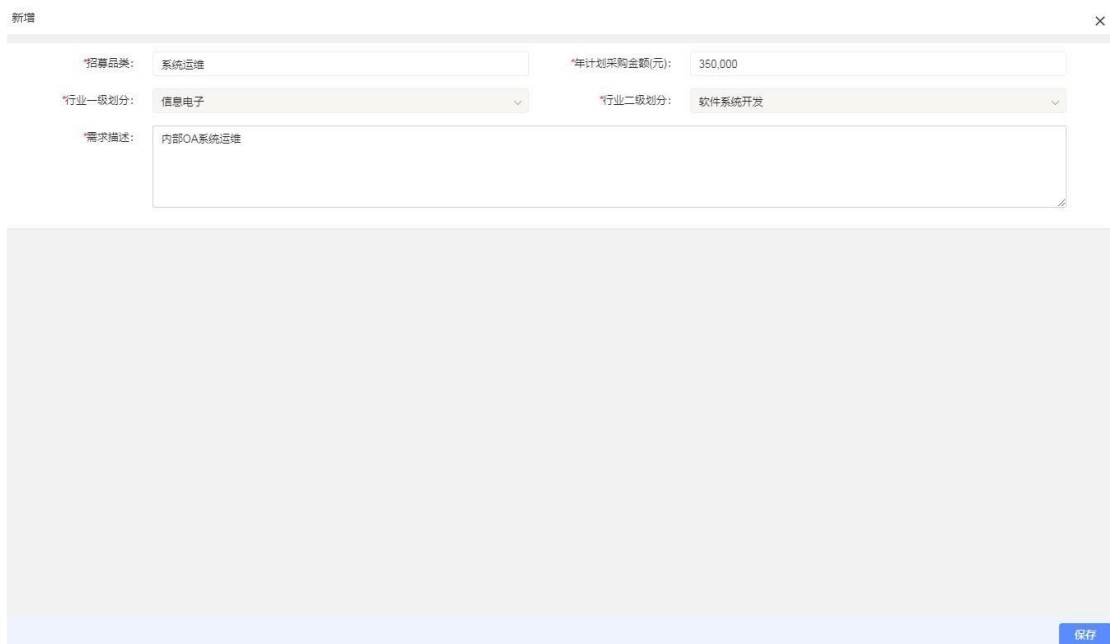 新增
*招募品类： 系统运维 *年计划采购金额(元)： 350,000
*行业一级划分： 信息电子 *行业二级划分： 软件系统开发
*需求描述： 内部OA系统运维
保存